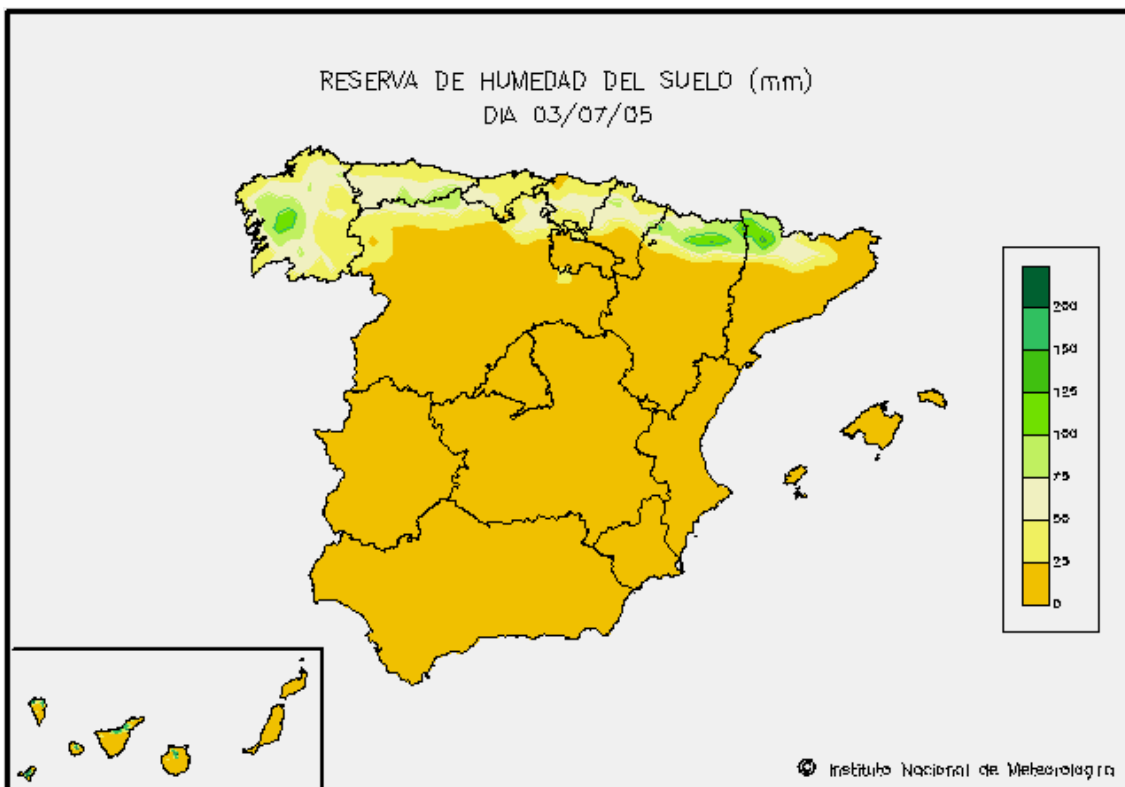 RESERVA DE HUMEDAD DEL SUELO (mm)
DIA 03/07/05
200
150
125
100
75
50
25
0
© Instituto Nacional de Meteorologia